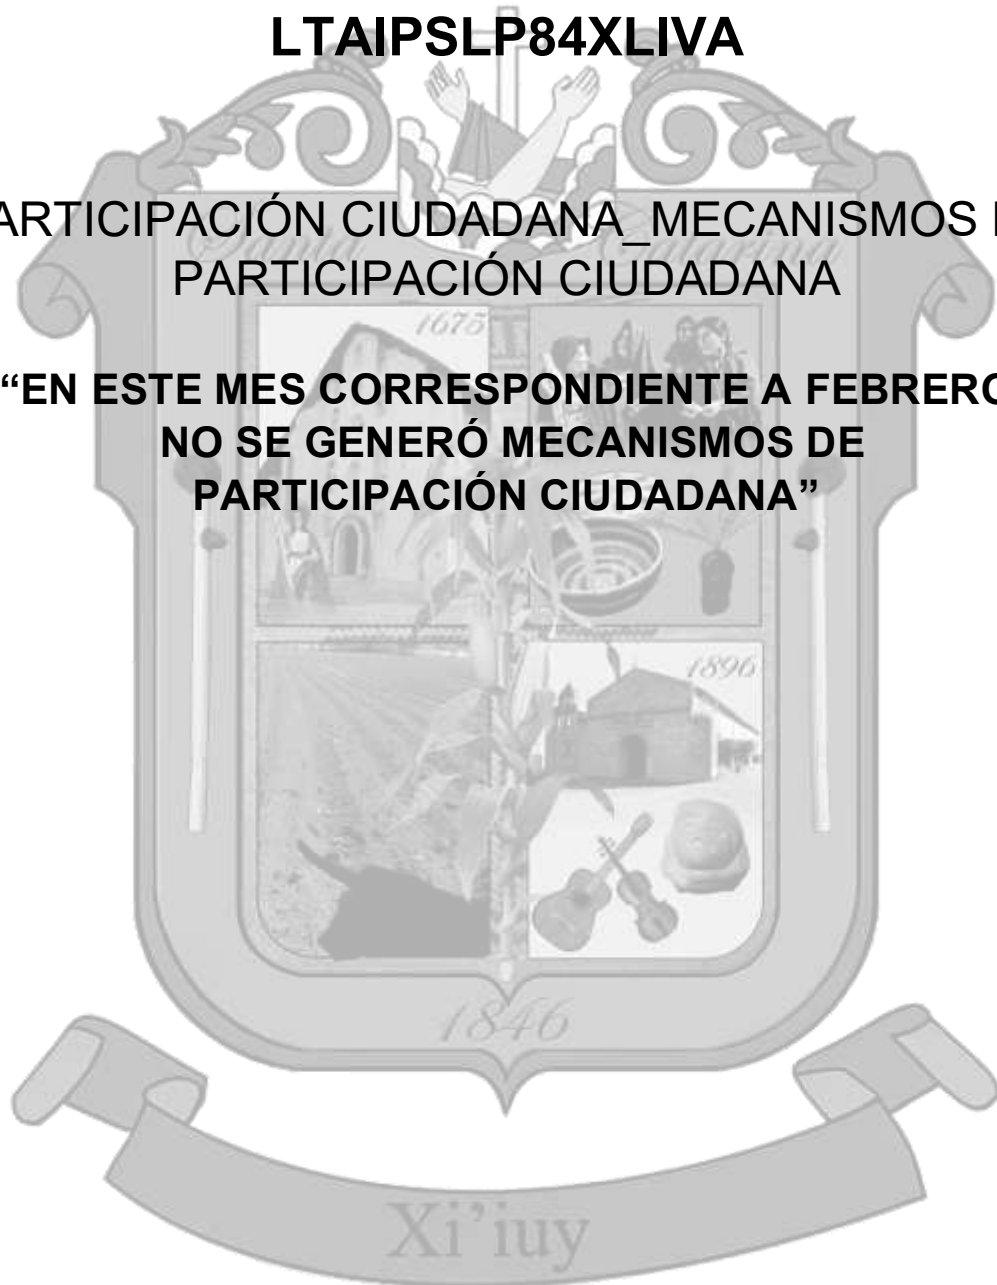 LTAIPSLP84XLIVA
ARTICIPACIÓN CIUDADANA_MECANISMOS
PARTICIPACIÓN CIUDADANA
1675
“EN ESTE MES CORRESPONDIENTE A FEBRERO
NO SE GENERÓ MECANISMOS DE
PARTICIPACIÓN CIUDADANA”
1896
1846
Xi’iuy